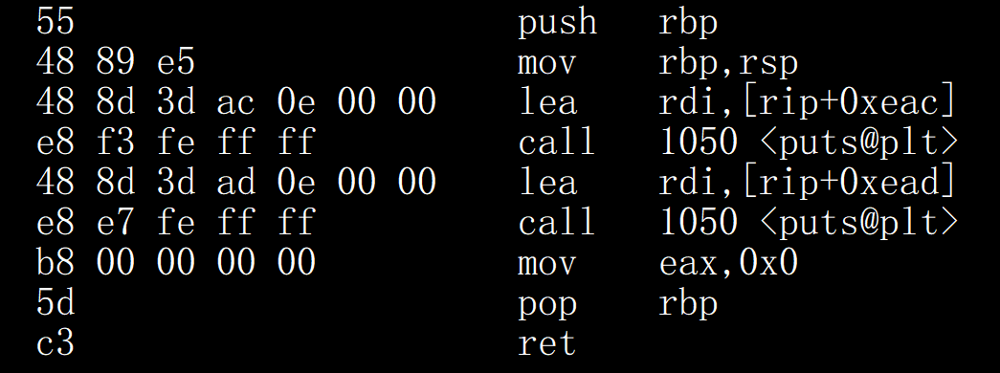 55 push rbp
48 89 e5 mov rbp,rsp
48 8d 3d ac 0e 00 00 lea rdi,[rip+0xeac]
e8 f3 fe ff ff call 1050 <puts@plt>
48 8d 3d ad 0e 00 00 lea rdi,[rip+0xead]
e8 e7 fe ff ff call 1050 <puts@plt>
b8 00 00 00 00 mov eax,0x0
5d pop rbp
c3 ret